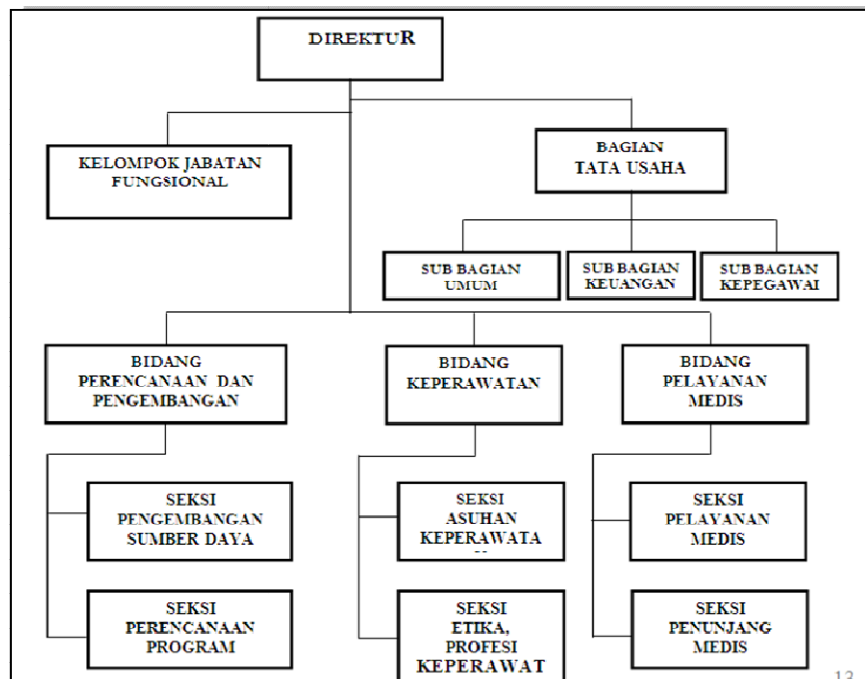 DIREKTUR
KELOMPOK JABATAN
FUNGSIONAL
BAGIAN
TATA USAHA
SUB BAGIAN
UMUM
SUB BAGIAN
KEUANGAN
SUB BAGIAN
KEPEGAWAI
BIDANG
PERENCANAAN DAN
PENGEMBANGAN
BIDANG
KEPERAWATAN
BIDANG
PELAYANAN
MEDIS
SEKSI
PENGEMBANGAN
SUMBER DAYA
SEKSI
ASUHAN
KEPERAWATA
SEKSI
PELAYANAN
MEDIS
SEKSI
PERENCANAAN
PROGRAM
SEKSI
ETIKA,
PROFESI
KEPERAWAT
SEKSI
PENUNJANG
MEDIS
13